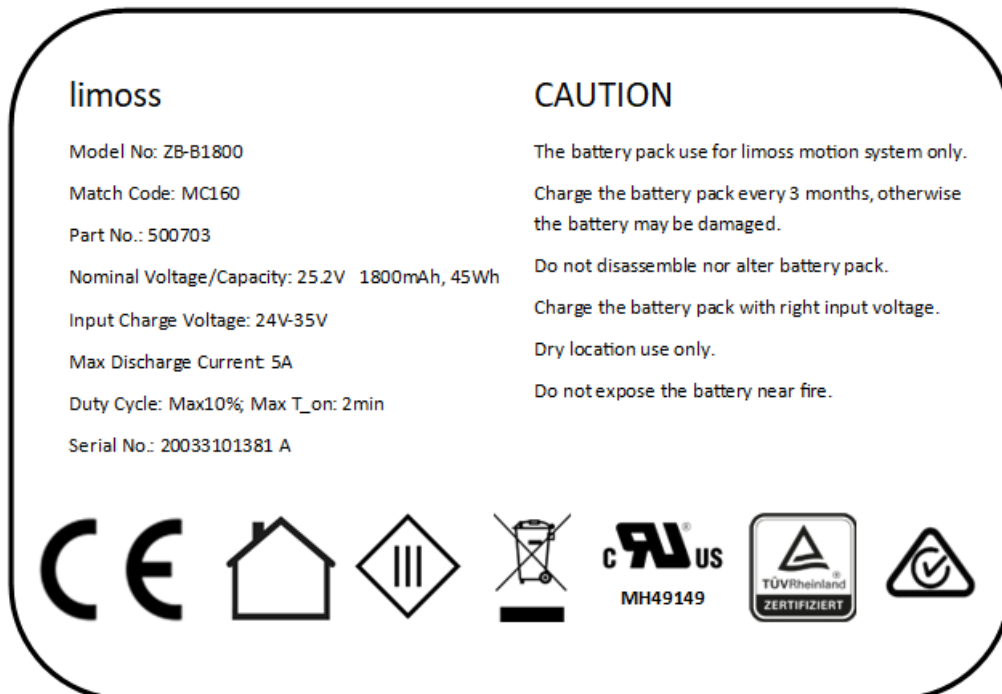 limoss
Model No: ZB-B1800
Match Code: MC160
Part No.: 500703
Nominal Voltage/Capacity: 25.2V 1800mAh, 45Wh
Input Charge Voltage: 24V-35V
Max Discharge Current: 5A
Duty Cycle: Max10%; Max T_on: 2min
Serial No.: 20033101381 A
CAUTION
The battery pack use for limoss motion system only.
Charge the battery pack every 3 months, otherwise
the battery may be damaged.
Do not disassemble nor alter battery pack.
Charge the battery pack with right input voltage.
Dry location use only.
Do not expose the battery near fire.
CE
III
c RU ® US
MH49149
TÜVRheinland ®
ZERTIFIZIERT